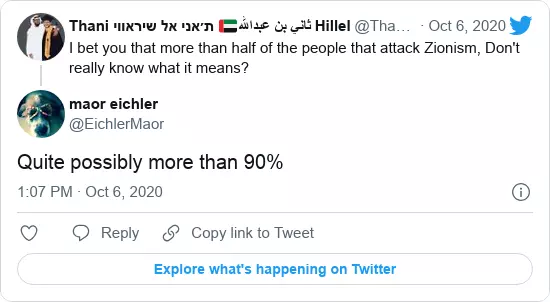 Thani ת׳אני אל שיראווי 🇦🇪ثاني بن عبدالله Hillel @Tha… · Oct 6, 2020
I bet you that more than half of the people that attack Zionism, Don't
really know what it means?
maor eichler
@EichlerMaor
Quite possibly more than 90%
1:07 PM · Oct 6, 2020
Reply Copy link to Tweet
Explore what's happening on Twitter